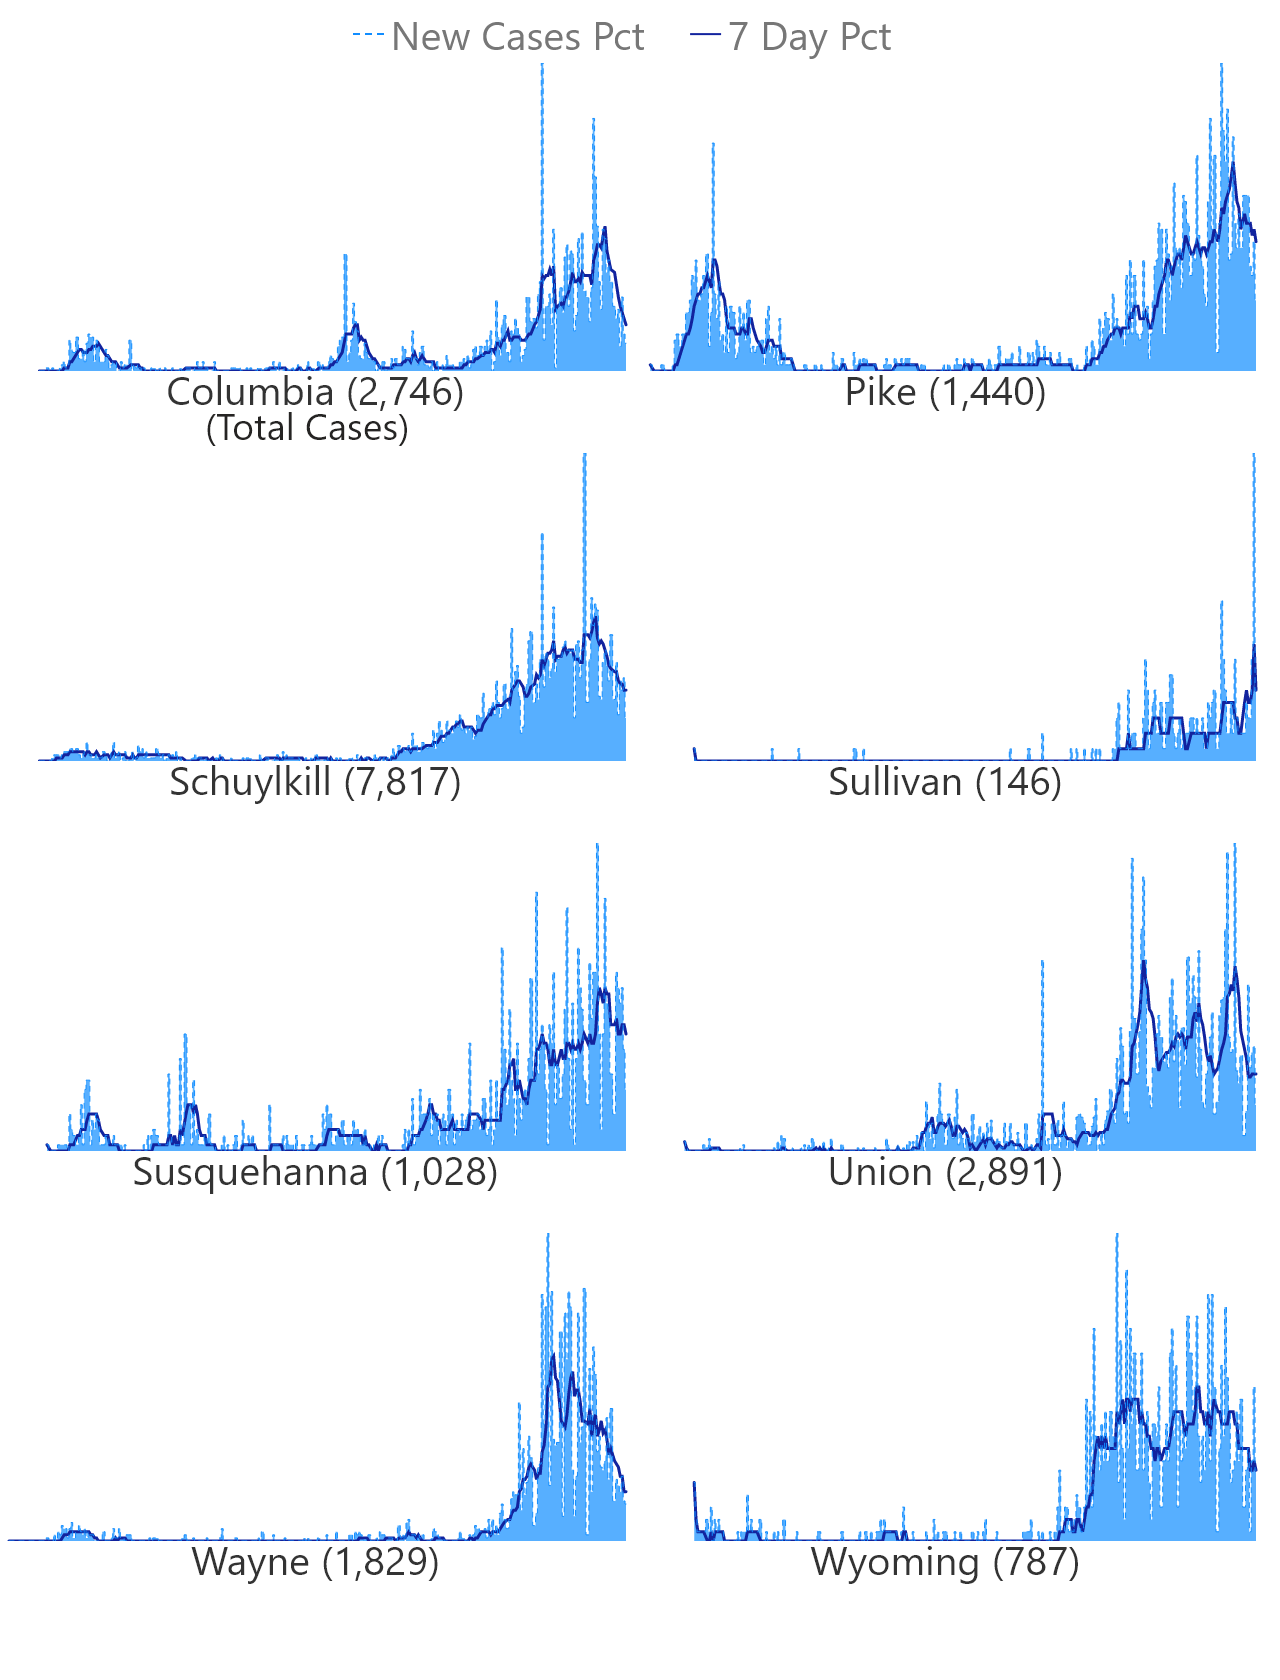 New Cases Pct 7 Day Pct
Columbia (2,746) Pike (1,440)
(Total Cases)
Schuylkill (7,817) Sullivan (146)
Susquehanna (1,028) Union (2,891)
Wayne (1,829) Wyoming (787)